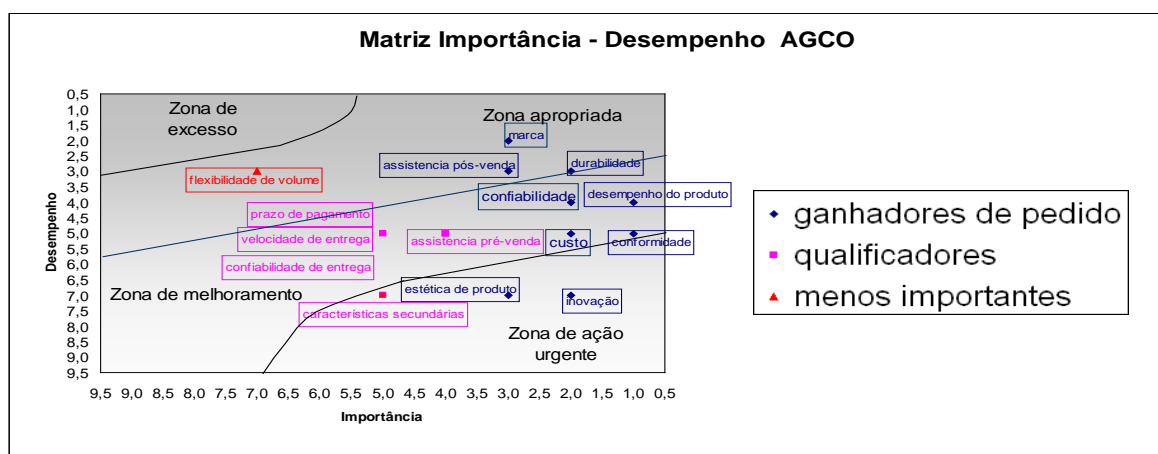 Matriz Importância - Desempenho AGCO
Desempenho
0,5
1,0
1,5
2,0
2,5
3,0
3,5
4,0
4,5
5,0
5,5
6,0
6,5
7,0
7,5
8,0
8,5
9,0
9,5
Zona de
excesso
Zona apropriada
marca
assistencia pós-venda
durabilidade
flexibilidade de volume
confiabilidade
desempenho do produto
prazo de pagamento
velocidade de entrega
assistencia pré-venda
custo
conformidade
confiabilidade de entrega
Zona de melhoramento
estética de produto
inovação
características secundárias
Zona de ação
urgente
9,5 9,0 8,5 8,0 7,5 7,0 6,5 6,0 5,5 5,0 4,5 4,0 3,5 3,0 2,5 2,0 1,5 1,0 0,5
Importância
ganhadores de pedido
qualificadores
menos importantes